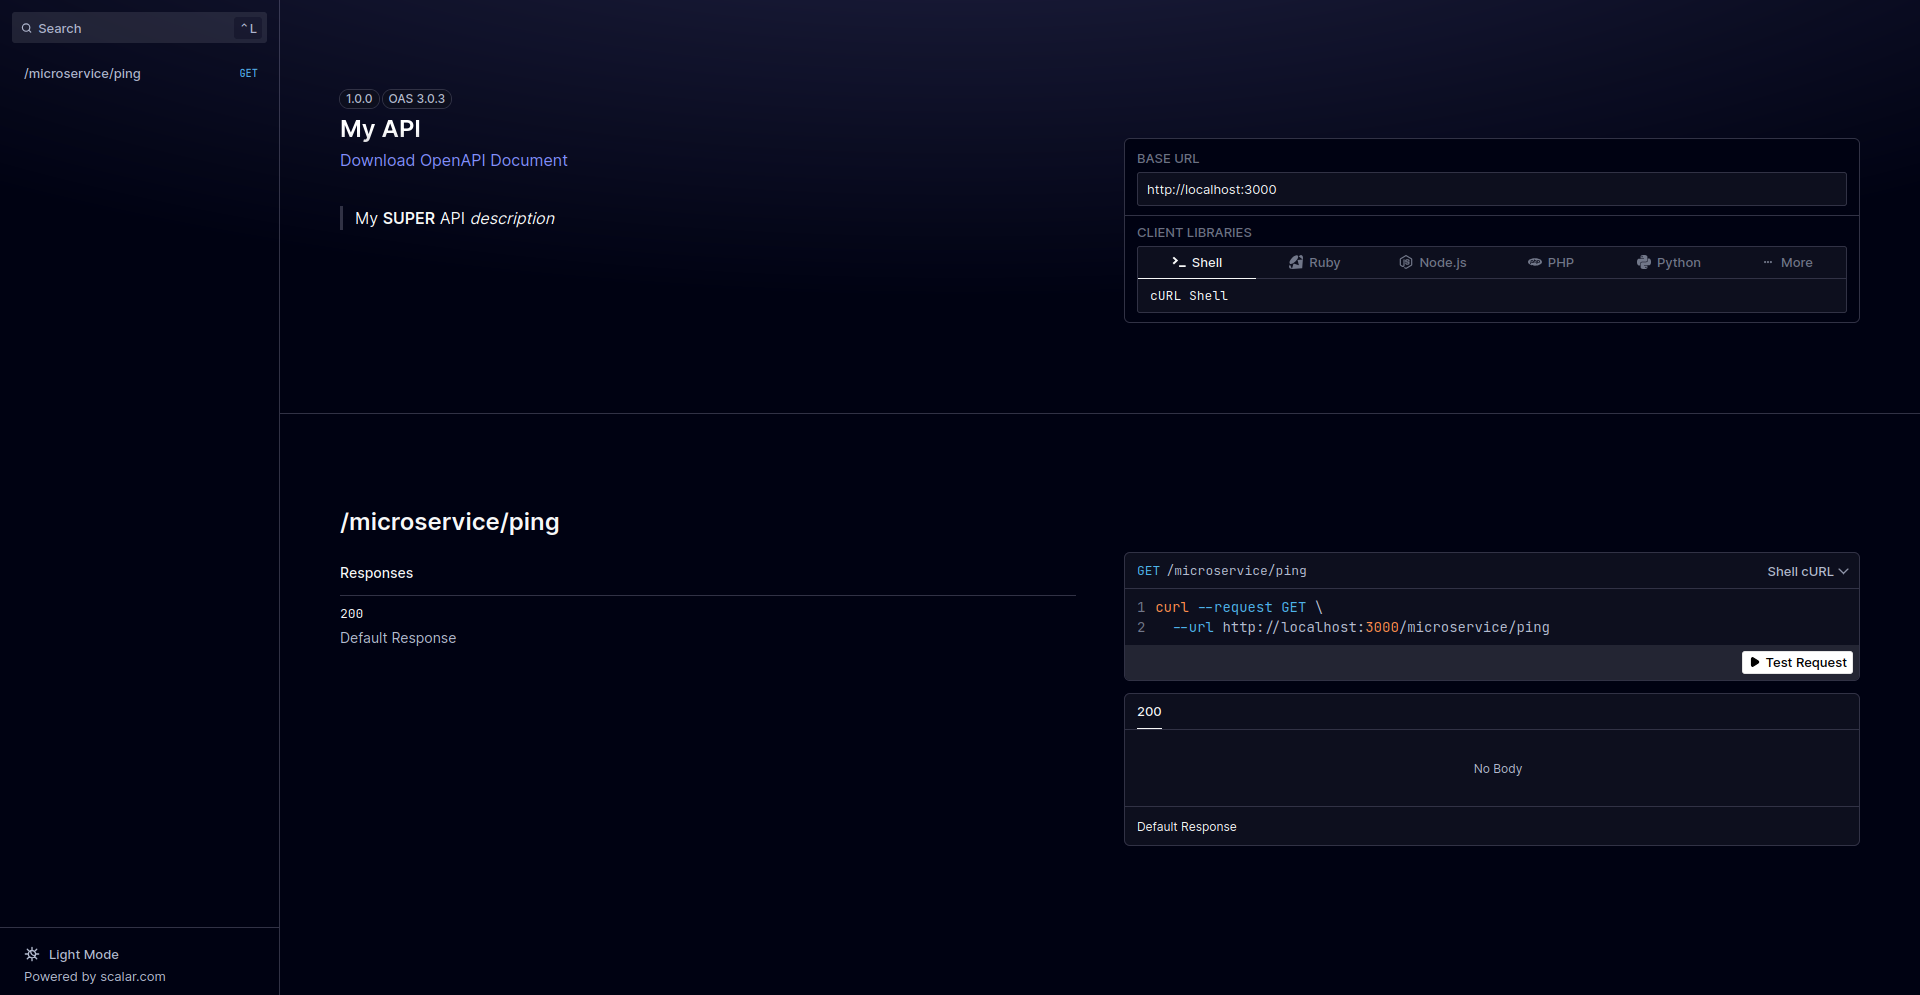 Search ⌃L
/microservice/ping GET
1.0.0 OAS 3.0.3
My API
Download OpenAPI Document
My SUPER API description
BASE URL
http://localhost:3000
CLIENT LIBRARIES
Shell Ruby Node.js PHP Python ··· More
cURL Shell
/microservice/ping
Responses
200
Default Response
GET /microservice/ping Shell cURL
1 curl --request GET \
2 --url http://localhost:3000/microservice/ping
Test Request
200
No Body
Default Response
Light Mode
Powered by scalar.com